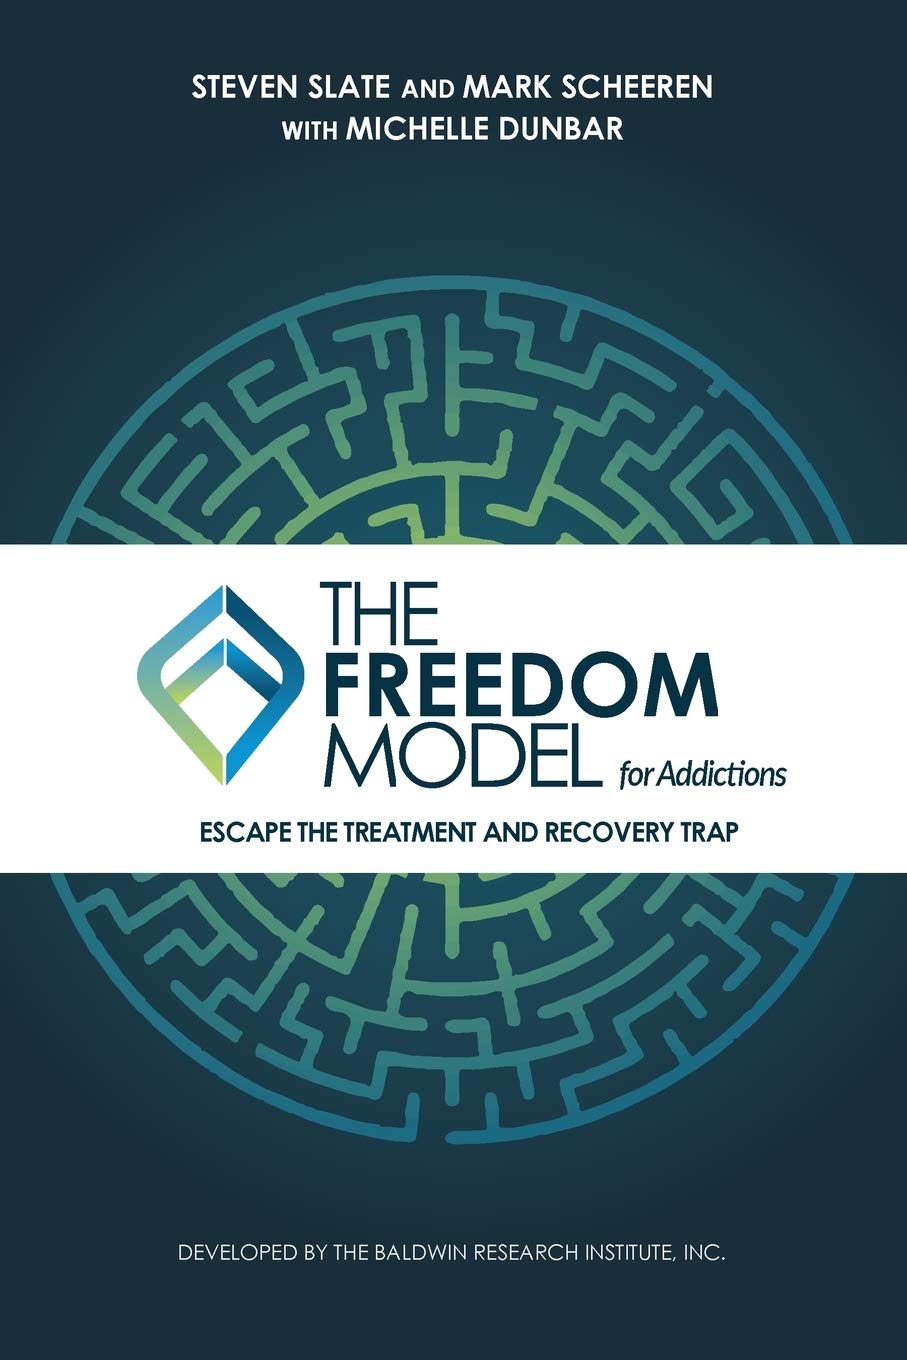 STEVEN SLATE AND MARK SCHEEREN
WITH MICHELLE DUNBAR
THE
FREEDOM
MODEL for Addictions
ESCAPE THE TREATMENT AND RECOVERY TRAP
DEVELOPED BY THE BALDWIN RESEARCH INSTITUTE, INC.